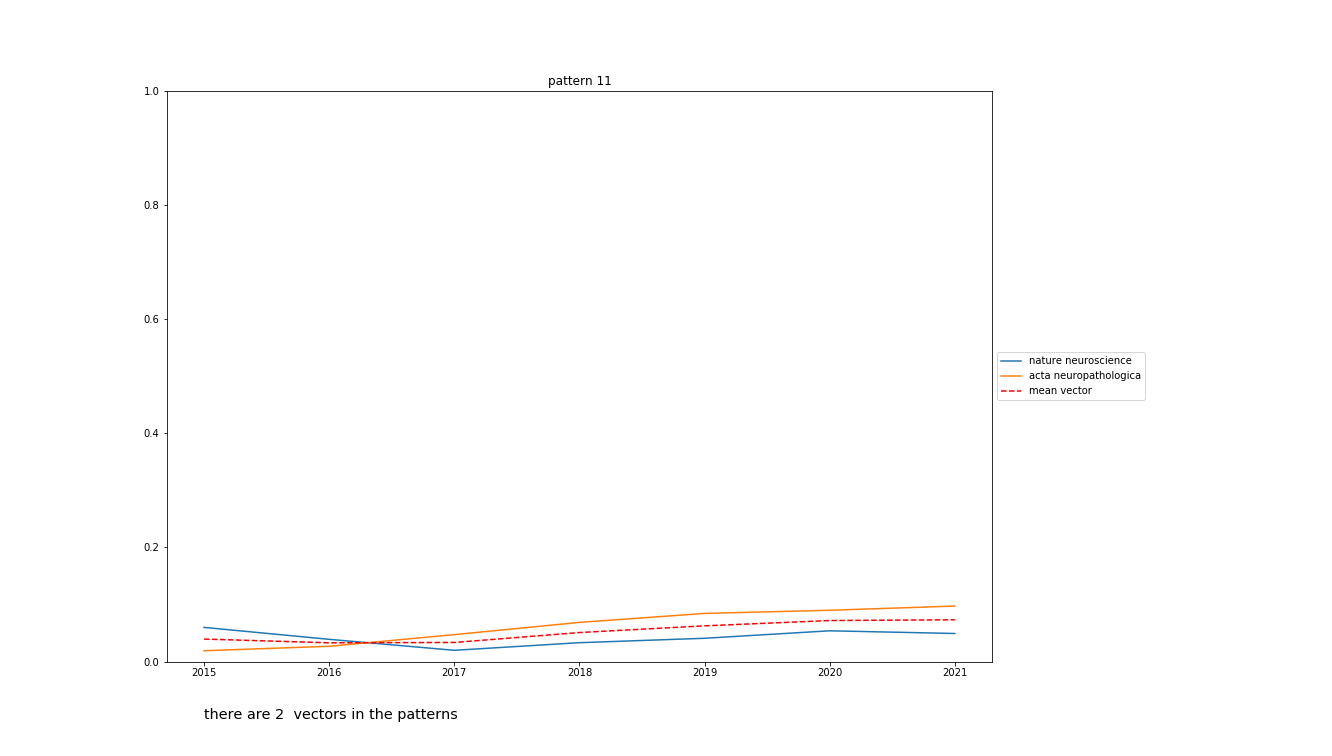 pattern 11
1.0
0.8
0.6
0.4
0.2
0.0
2015 2016 2017 2018 2019 2020 2021
nature neuroscience
acta neuropathologica
mean vector
there are 2  vectors in the patterns